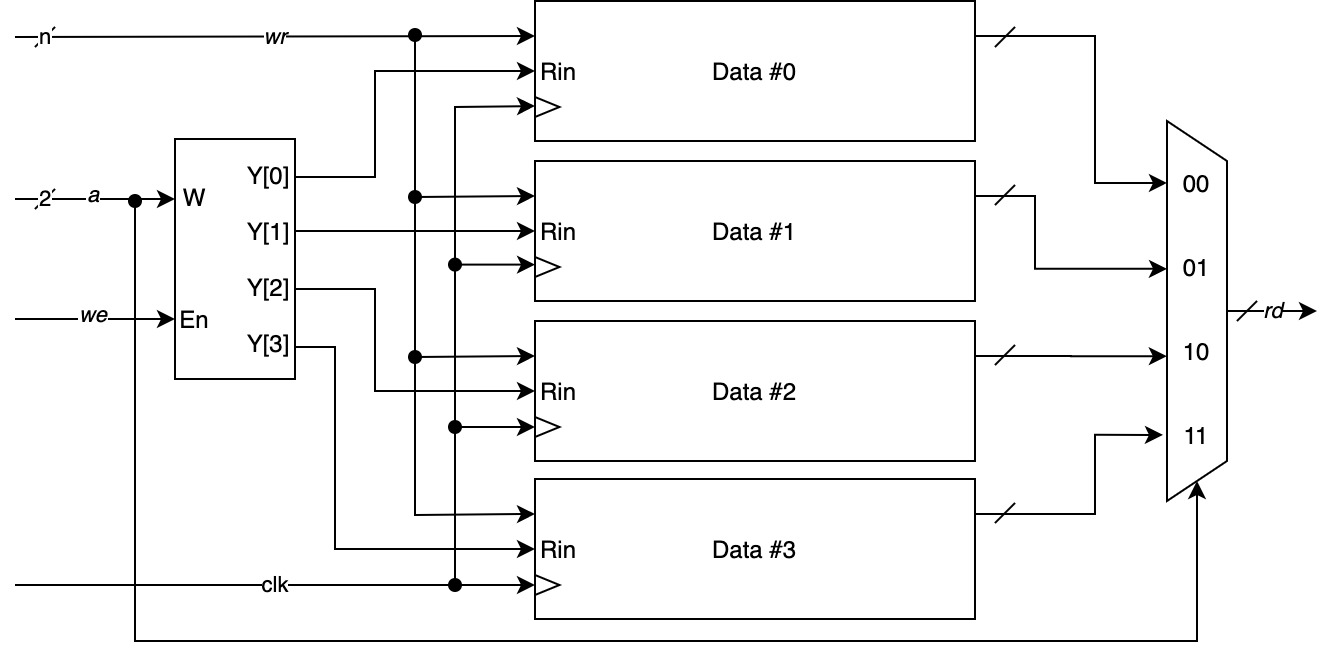 n
wr
Rin
Data #0
2
a
W
En
we
Y[0]
Y[1]
Y[2]
Y[3]
Rin
Data #1
Rin
Data #2
Rin
Data #3
clk
00
01
10
11
rd